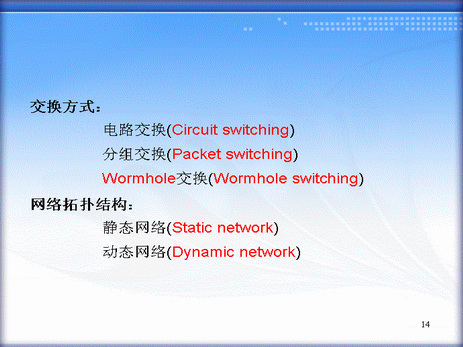 交换方式：
电路交换(Circuit switching)
分组交换(Packet switching)
Wormhole交换(Wormhole switching)
网络拓扑结构：
静态网络(Static network)
动态网络(Dynamic network)
14